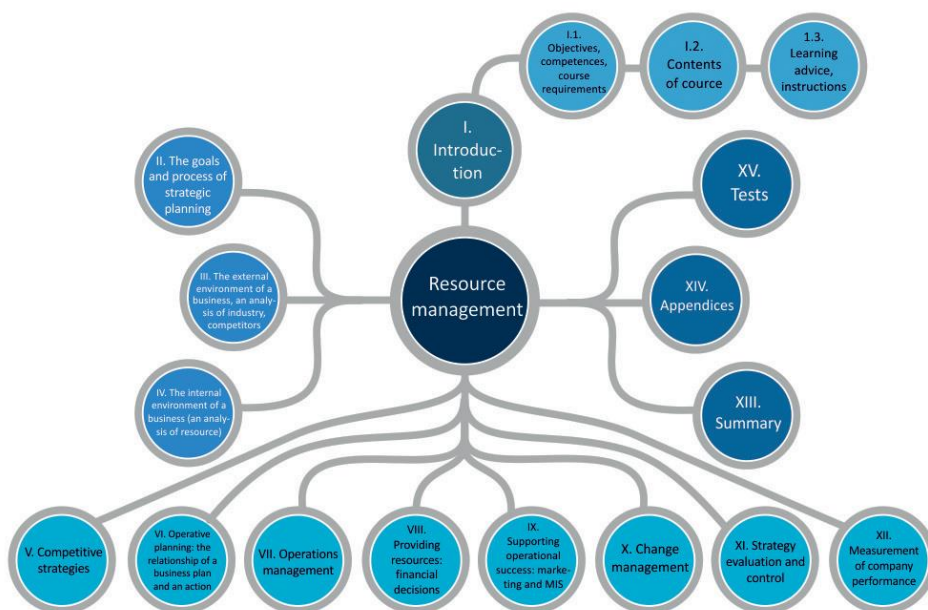 I.1.
Objectives,
competences,
course
requirements
I.2.
Contents
of cource
1.3.
Learning
advice,
instructions
I.
Introduc-
tion
II. The goals
and process of
strategic
planning
XV.
Tests
III. The external
environment of a
business, an analy-
sis of industry,
competitors
Resource
management
XIV.
Appendices
IV. The internal
environment of a
business (an analy-
sis of resource)
XIII.
Summary
V. Competitive
strategies
VI. Operative
planning: the
relationship of a
business plan
and an action
VII. Operations
management
VIII.
Providing
resources:
financial
decisions
IX.
Supporting
operational
success: marke-
ting and MIS
X. Change
management
XI. Strategy
evaluation and
control
XII.
Measurement
of company
performance